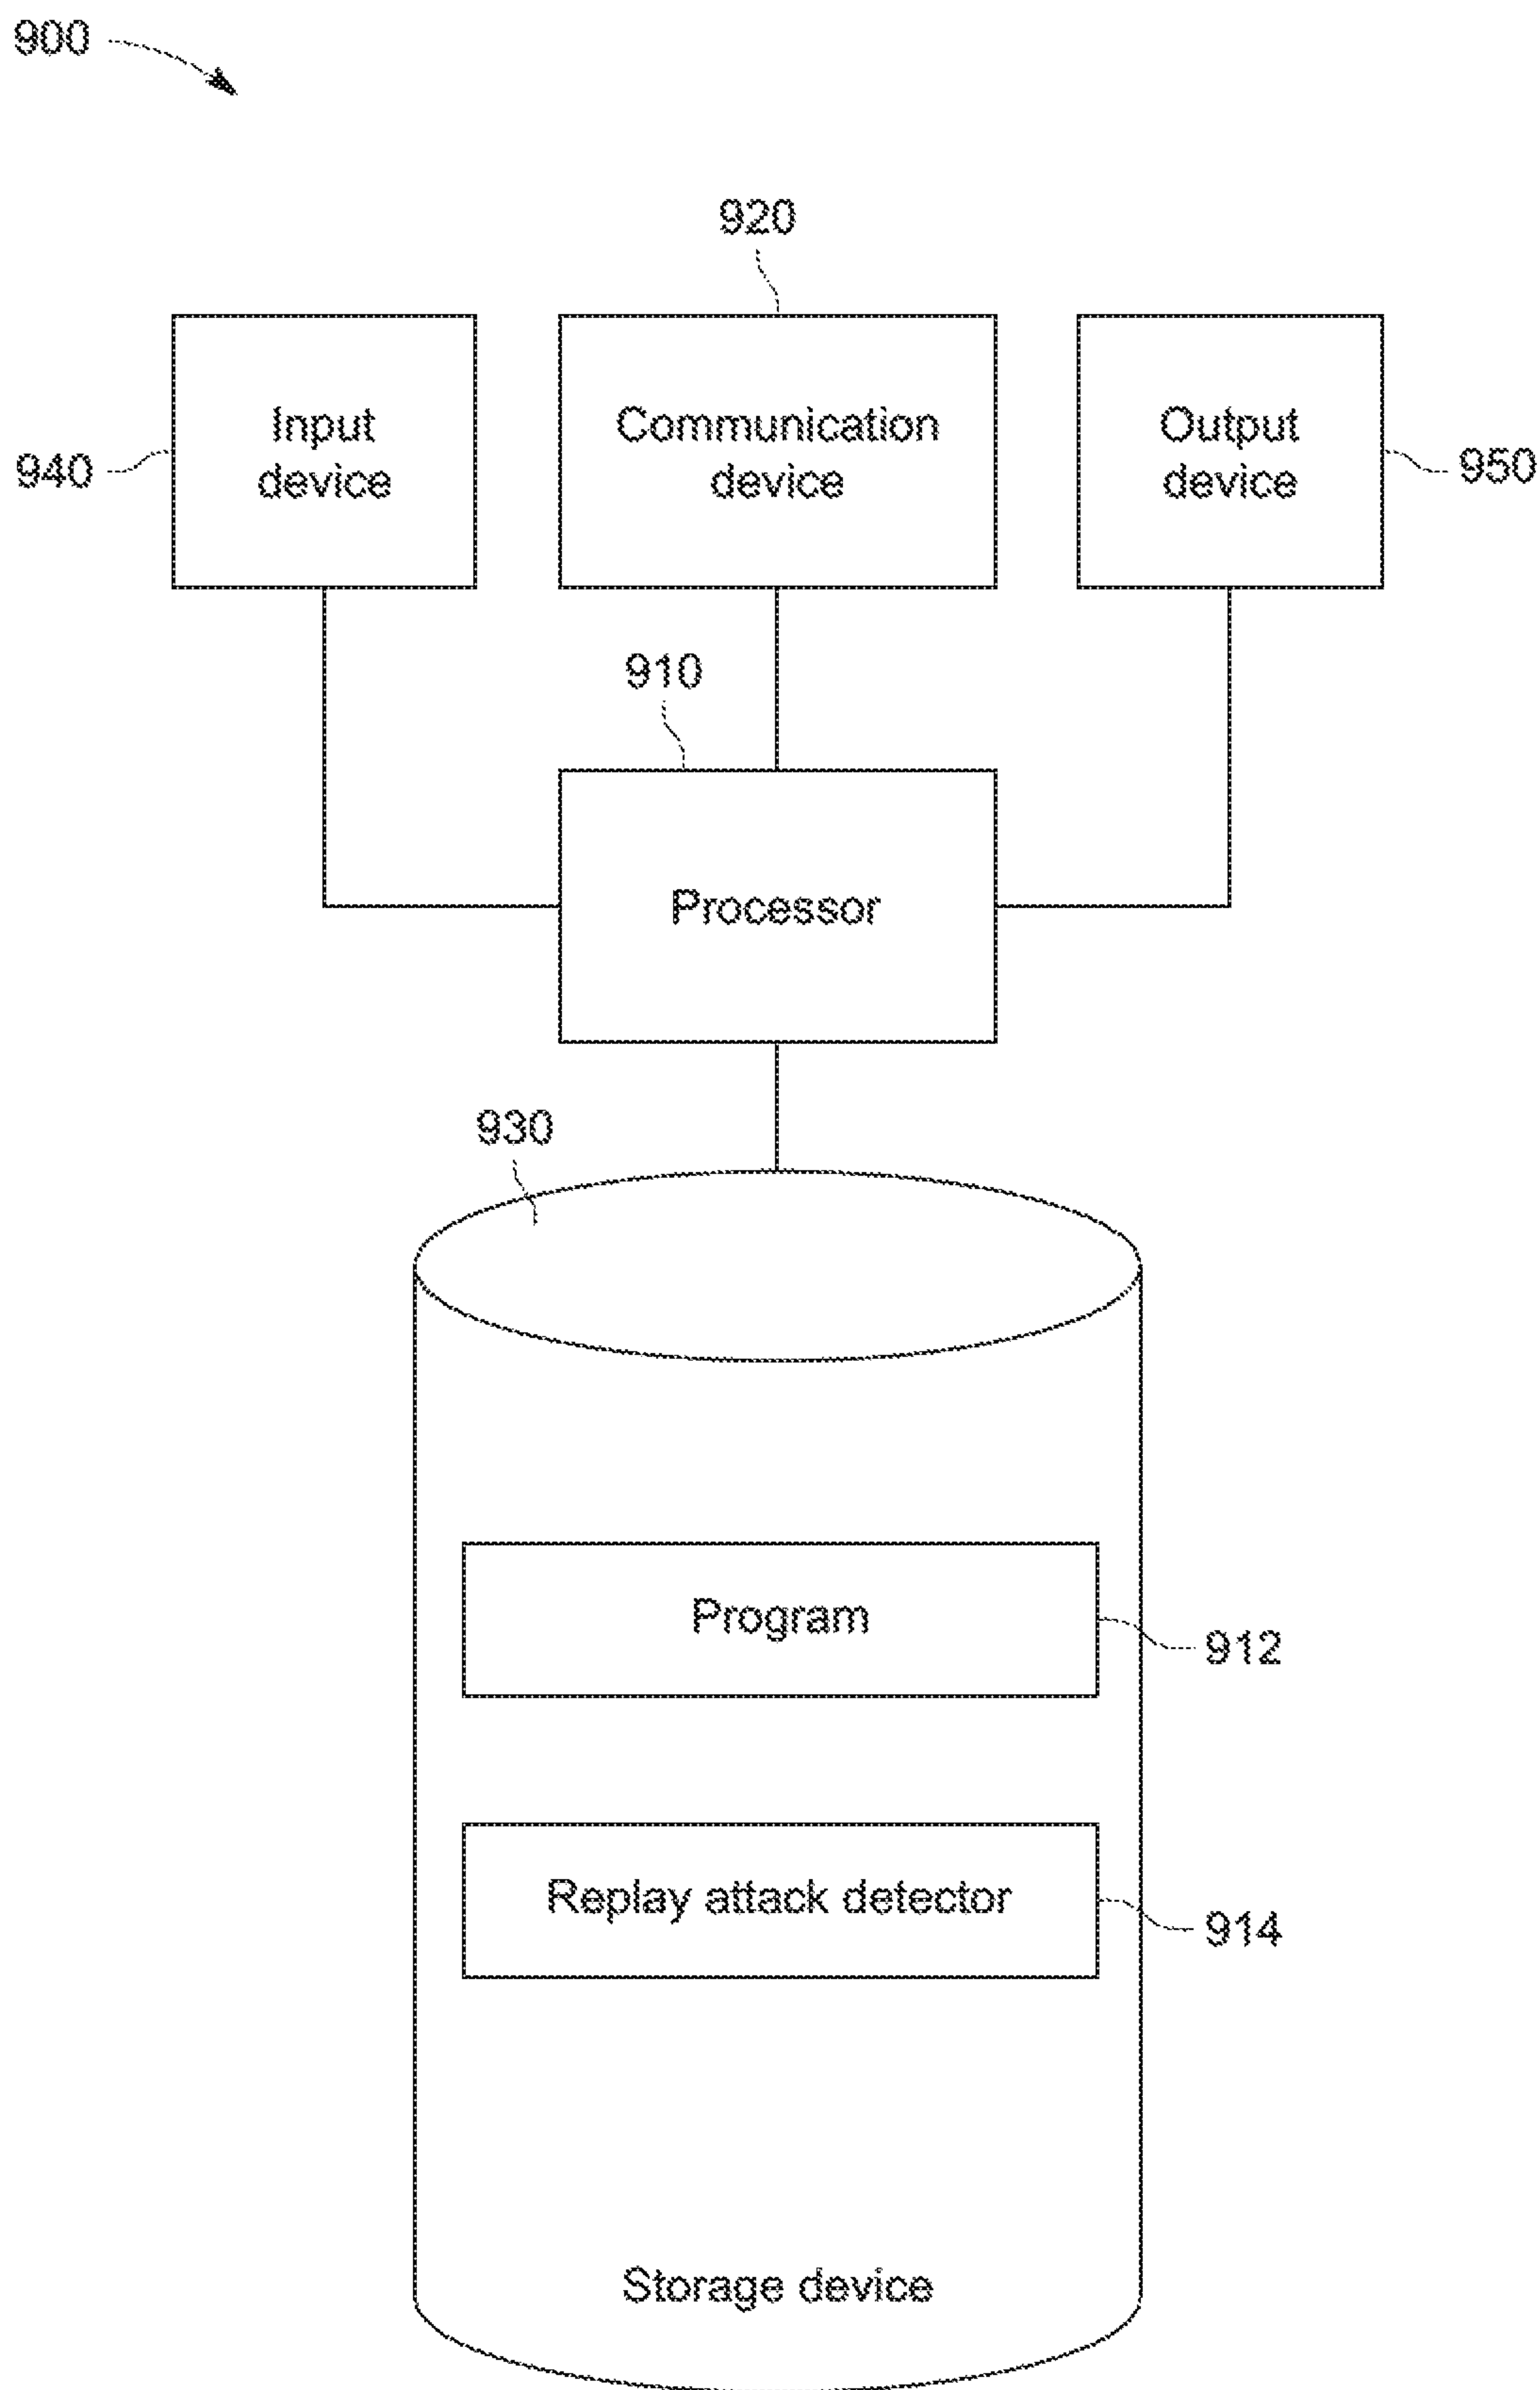 900
920
Input
device
Communication
device
Output
device
940
950
910
Processor
930
Program
912
Replay attack detector
914
Storage device